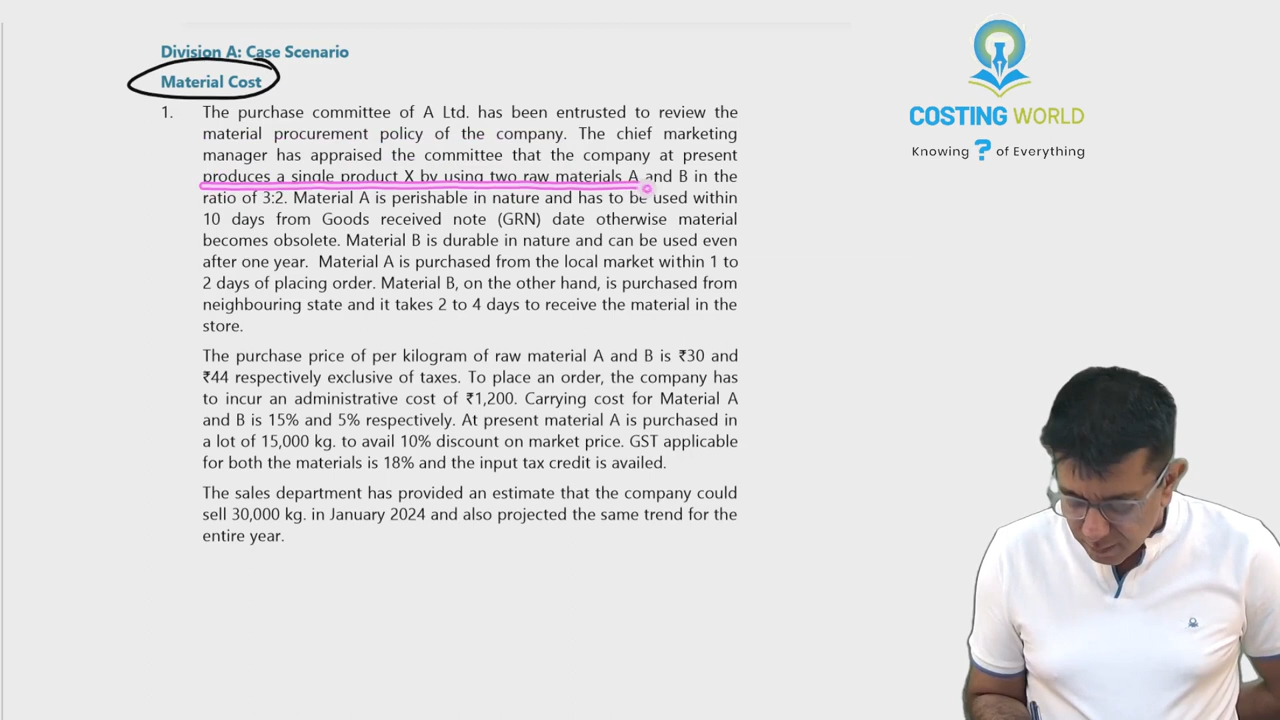 Division A: Case Scenario
Material Cost
1. The purchase committee of A Ltd. has been entrusted to review the
material procurement policy of the company. The chief marketing
manager has appraised the committee that the company at present
produces a single product X by using two raw materials A and B in the
ratio of 3:2. Material A is perishable in nature and has to be used within
10 days from Goods received note (GRN) date otherwise material
becomes obsolete. Material B is durable in nature and can be used even
after one year. Material A is purchased from the local market within 1 to
2 days of placing order. Material B, on the other hand, is purchased from
neighbouring state and it takes 2 to 4 days to receive the material in the
store.
The purchase price of per kilogram of raw material A and B is ₹30 and
₹44 respectively exclusive of taxes. To place an order, the company has
to incur an administrative cost of ₹1,200. Carrying cost for Material A
and B is 15% and 5% respectively. At present material A is purchased in
a lot of 15,000 kg. to avail 10% discount on market price. GST applicable
for both the materials is 18% and the input tax credit is availed.
The sales department has provided an estimate that the company could
sell 30,000 kg. in January 2024 and also projected the same trend for the
entire year.
COSTING WORLD
Knowing ? of Everything